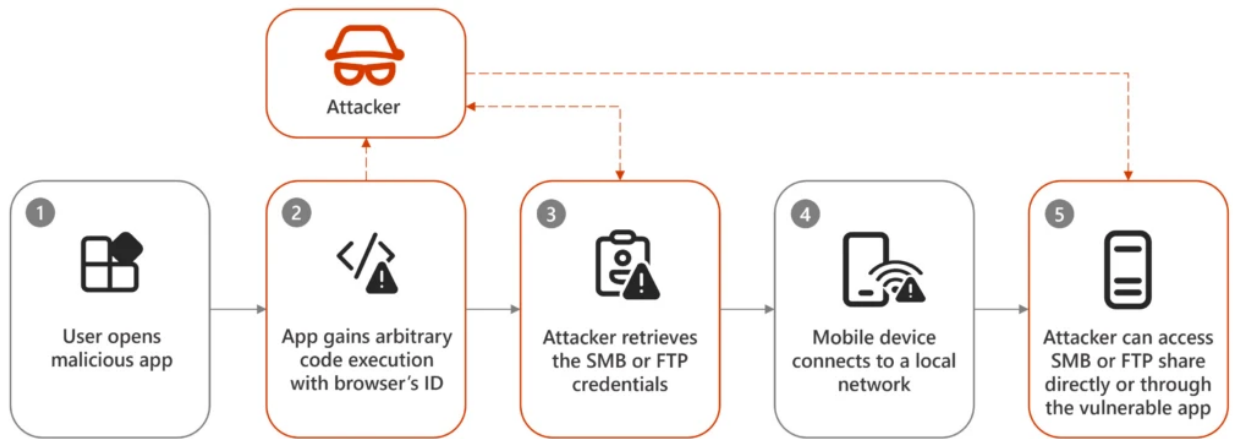 Attacker
1
User opens
malicious app
2
App gains arbitrary
code execution
with browser's ID
3
Attacker retrieves
the SMB or FTP
credentials
4
Mobile device
connects to a local
network
5
Attacker can access
SMB or FTP share
directly or through
the vulnerable app